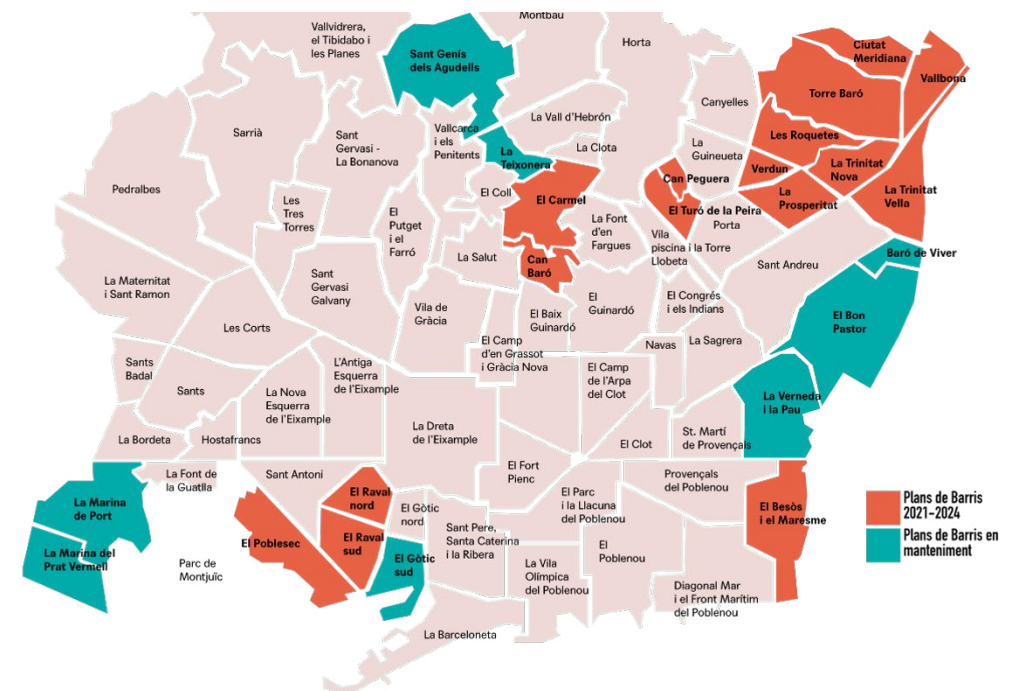 Vallvidrera,
el Tibidabo i
les Planes
Montbau
Horta
Sant Genís
dels Agudells
Ciutat
Meridiana
Vallbona
Torre Baró
Canyelles
Sarrià
Sant
Gervasi -
La Bonanova
Vallcarca
i els
Penitents
La Vall d'Hebrón
La Clota
La
Teixonera
Les Roquetes
La
Guineueta
Verdun
La Trinitat
Nova
Can Peguera
Pedralbes
El Coll
El Carmel
La
Prosperitat
La Trinitat
Vella
Les
Tres
Torres
El
Putget
i el
Farró
La Font
d'en
Fargues
El Turó de la Peira
Porta
Vila
piscina i la Torre
Llobeta
La Salut
Can
Baró
Sant Andreu
Baró de Viver
La Maternitat
i Sant Ramon
Sant
Gervasi
Galvany
Vila de
Gràcia
El Baix
Guinardó
El
Guinardó
El Congrés
i els Indians
El Bon
Pastor
Les Corts
El Camp
d'en Grassot
i Gràcia Nova
Navas
La Sagrera
Sants
Badal
Sants
L'Antiga
Esquerra
de l'Eixample
El Camp
de l'Arpa
del Clot
La Nova
Esquerra
de l'Eixample
La Verneda
i la Pau
La Dreta
de l'Eixample
La Bordeta
Hostafrancs
El Clot
St. Martí
de Provençals
La Font de
la Guatlla
Sant Antoni
El Fort
Pienc
Provençals
del Poblenou
La Marina
de Port
El Raval
nord
El Gòtic
nord
El Parc
i la Llacuna
del Poblenou
El Besòs
i el Maresme
Plans de Barris
2021-2024
Plans de Barris en
manteniment
Sant Pere,
Santa Caterina
i la Ribera
El Poblesec
El Raval
sud
El Gòtic
sud
El
Poblenou
La Marina del
Prat Vermell
Parc de
Montjuïc
La Vila
Olímpica
del Poblenou
Diagonal Mar
i el Front Marítim
del Poblenou
La Barceloneta